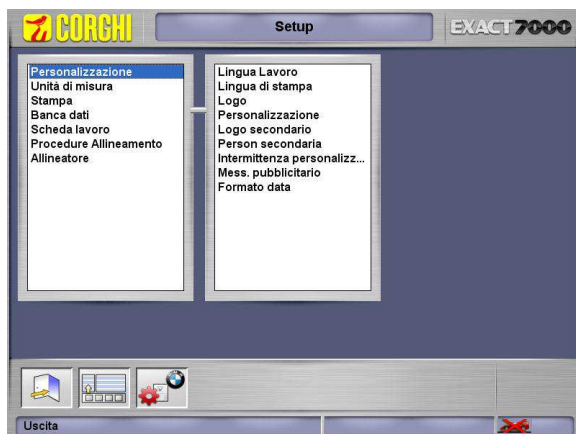 CORGHI
Setup
EXACT 7000
Personalizzazione
Unità di misura
Stampa
Banca dati
Scheda lavoro
Procedure Allineamento
Allineatore
Lingua Lavoro
Lingua di stampa
Logo
Personalizzazione
Logo secondario
Person secondaria
Intermittenza personalizz...
Mess. pubblicitario
Formato data
Uscita